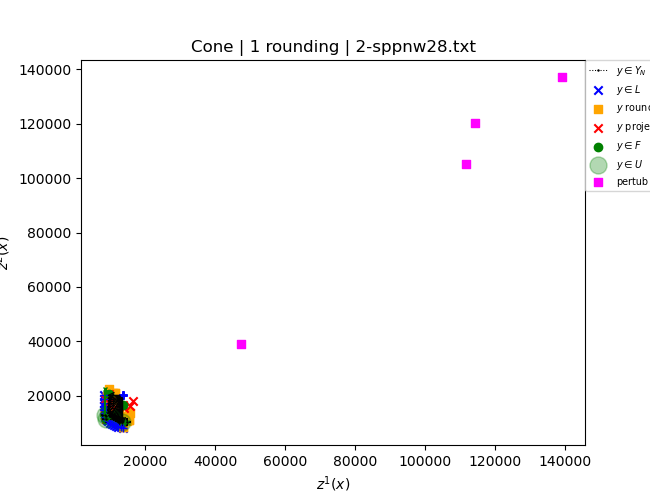 Cone | 1 rounding | 2-sppnw28.txt
140000
120000
100000
80000
60000
40000
20000
20000 40000 60000 80000 100000 120000 140000
z¹(x)
y ∈ Y_N
y ∈ L
y
y
y ∈ F
y ∈ U
pertub